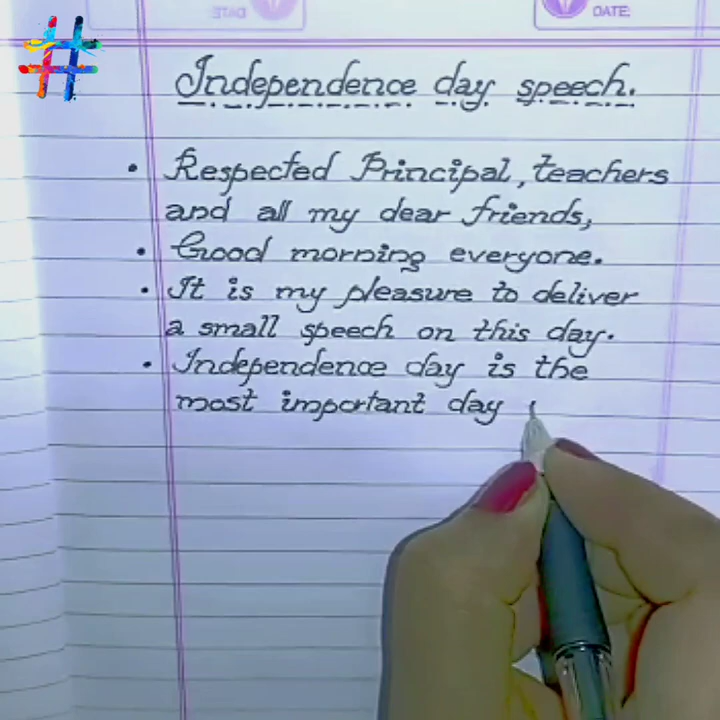 DATE
DATE:
Independence day speech.
• Respected Principal, teachers
and all my dear friends,
• Good morning everyone.
• It is my pleasure to deliver
a small speech on this day.
• Independence day is the
most important day